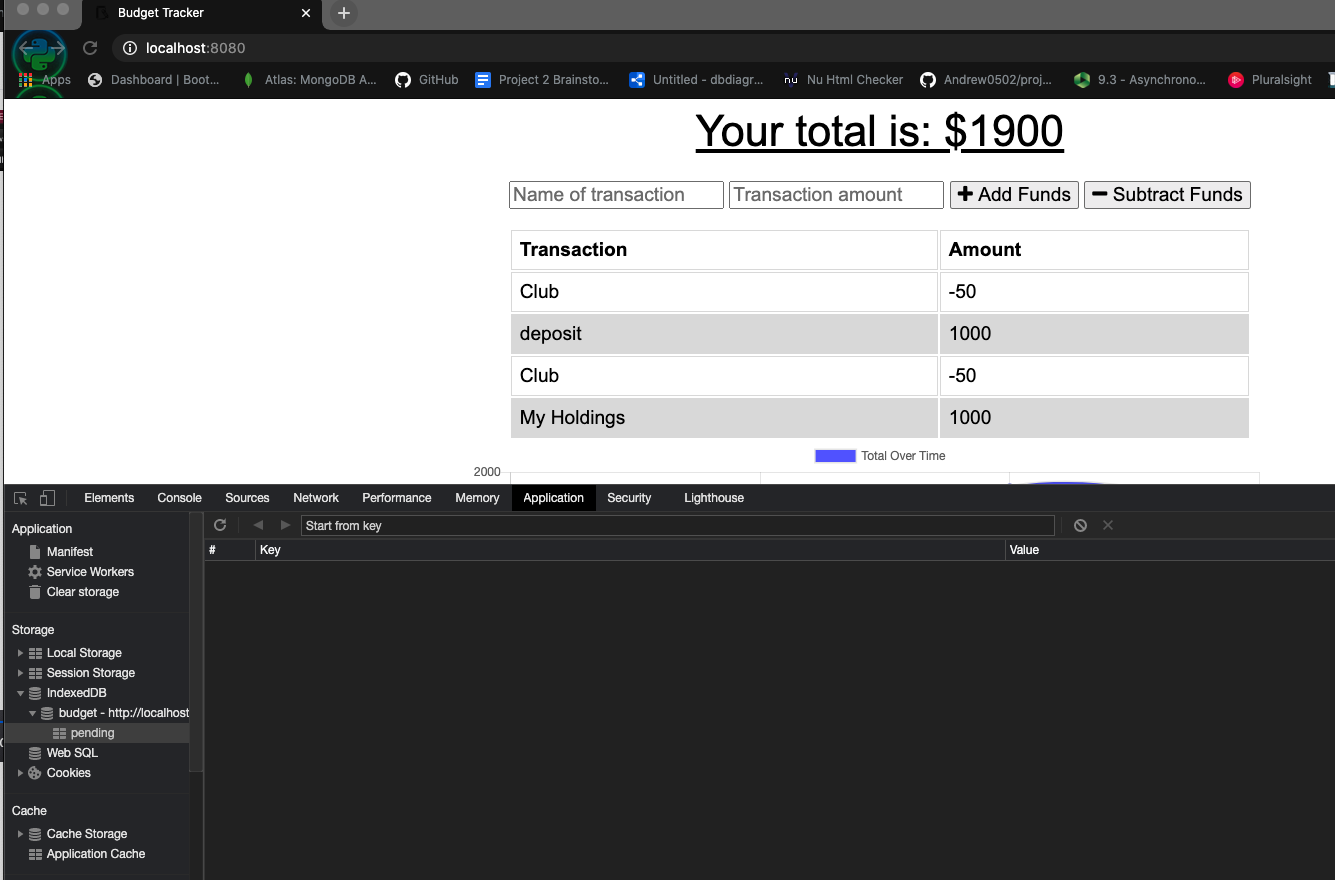 Budget Tracker
localhost:8080
Apps Dashboard | Boot... Atlas: MongoDB A... GitHub Project 2 Brainsto... Untitled - dbdiagr... nu Nu Html Checker Andrew0502/proj... 9.3 - Asynchrono... Pluralsight
Your total is: $1900
Name of transaction Transaction amount + Add Funds − Subtract Funds
Transaction Amount
Club -50
deposit 1000
Club -50
My Holdings 1000
Total Over Time
2000
Elements Console Sources Network Performance Memory Application Security Lighthouse
Application
Start from key
Manifest
# Key Value
Service Workers
Clear storage
Storage
Local Storage
Session Storage
IndexedDB
budget - http://localhost
pending
Web SQL
Cookies
Cache
Cache Storage
Application Cache